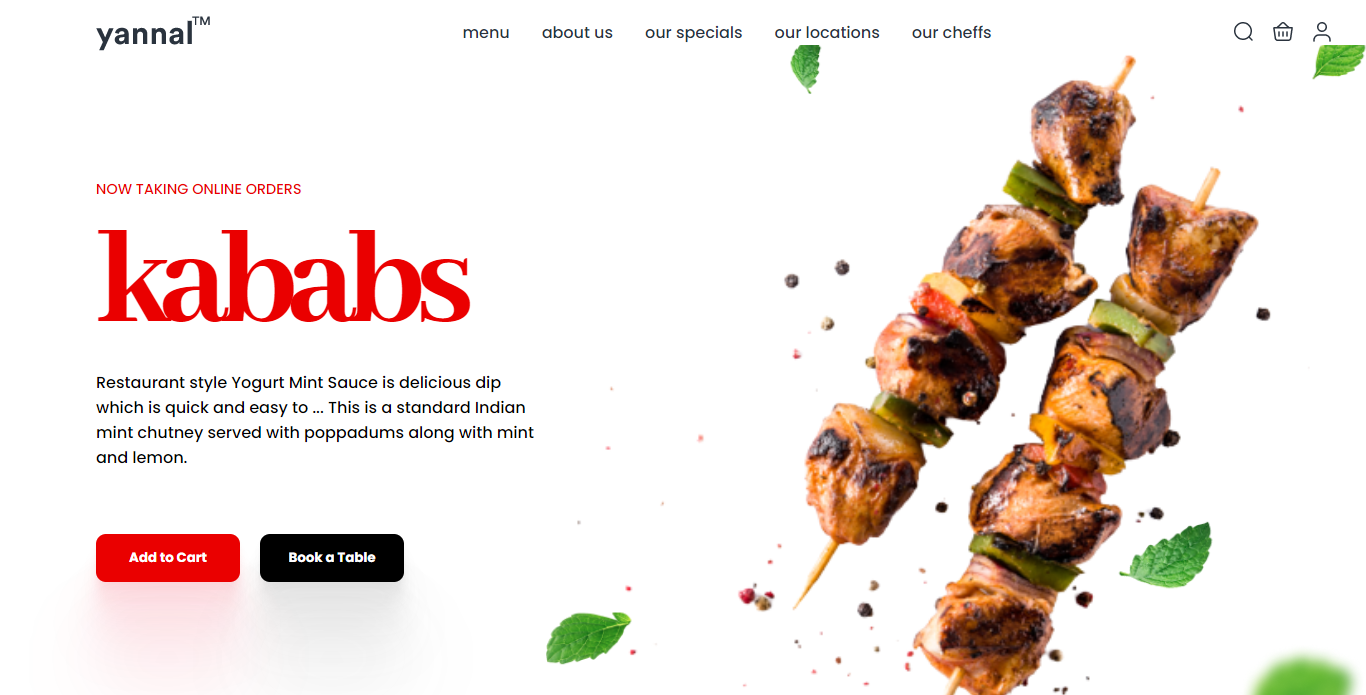 yannal™
menu about us our specials our locations our cheffs
NOW TAKING ONLINE ORDERS
kababs
Restaurant style Yogurt Mint Sauce is delicious dip
which is quick and easy to ... This is a standard Indian
mint chutney served with poppadums along with mint
and lemon.
Add to Cart Book a Table